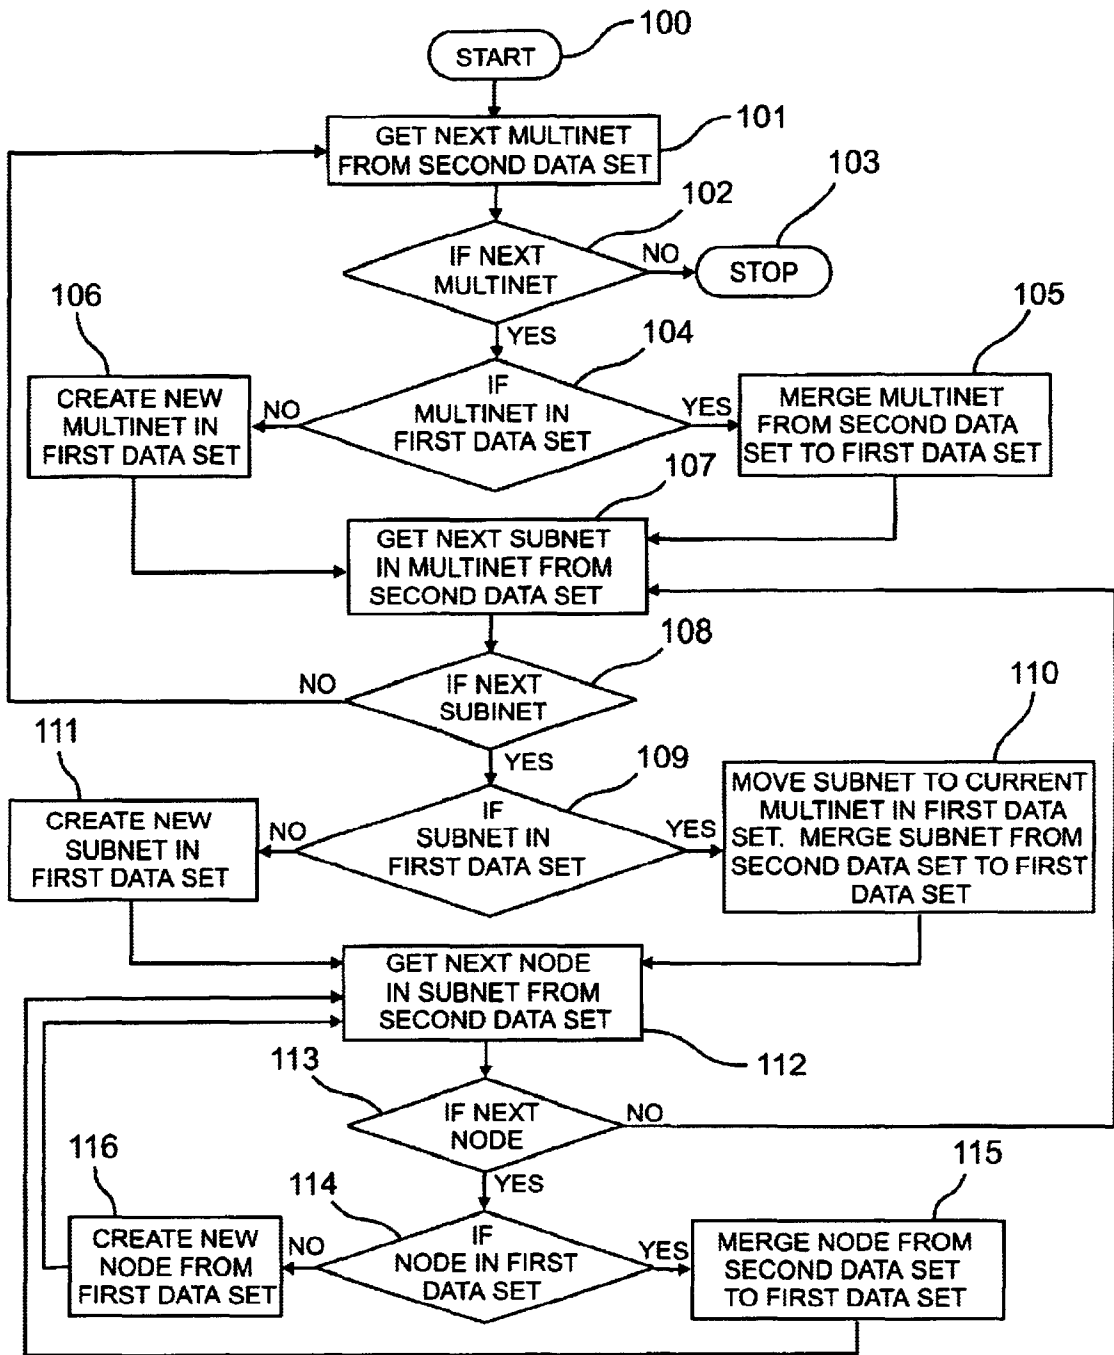 100
START
GET NEXT MULTINET
FROM SECOND DATA SET
101
102
103
IF NEXT
MULTINET
NO
STOP
YES
106
104
105
CREATE NEW
MULTINET IN
FIRST DATA SET
NO
IF
MULTINET IN
FIRST DATA SET
YES
MERGE MULTINET
FROM SECOND DATA
SET TO FIRST DATA SET
107
GET NEXT SUBNET
IN MULTINET FROM
SECOND DATA SET
108
NO
IF NEXT
SUBINET
110
111
YES
109
CREATE NEW
SUBNET IN
FIRST DATA SET
NO
IF
SUBNET IN
FIRST DATA SET
YES
MOVE SUBNET TO CURRENT
MULTINET IN FIRST DATA
SET. MERGE SUBNET FROM
SECOND DATA SET TO FIRST
DATA SET
GET NEXT NODE
IN SUBNET FROM
SECOND DATA SET
112
113
IF NEXT
NODE
NO
116
YES
114
115
CREATE NEW
NODE FROM
FIRST DATA SET
NO
IF
NODE IN FIRST
DATA SET
YES
MERGE NODE FROM
SECOND DATA SET
TO FIRST DATA SET